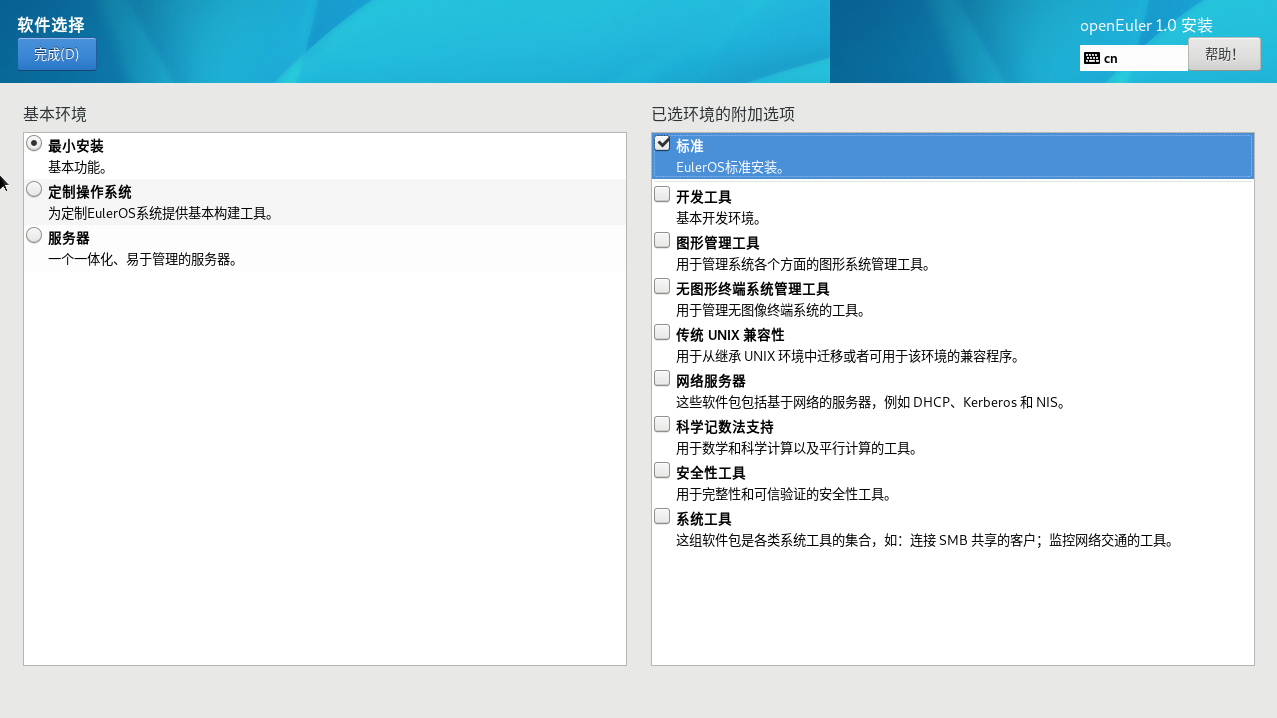 软件选择
完成(D)
openEuler 1.0 安装
cn
帮助！
基本环境
最小安装
基本功能。
定制操作系统
为定制EulerOS系统提供基本构建工具。
服务器
一个一体化、易于管理的服务器。
已选环境的附加选项
标准
EulerOS标准安装。
开发工具
基本开发环境。
图形管理工具
用于管理系统各个方面的图形系统管理工具。
无图形终端系统管理工具
用于管理无图像终端系统的工具。
传统 UNIX 兼容性
用于从继承 UNIX 环境中迁移或者可用于该环境的兼容程序。
网络服务器
这些软件包包括基于网络的服务器，例如 DHCP、Kerberos 和 NIS。
科学记数法支持
用于数学和科学计算以及平行计算的工具。
安全性工具
用于完整性和可信验证的安全性工具。
系统工具
这组软件包是各类系统工具的集合，如：连接 SMB 共享的客户；监控网络交通的工具。